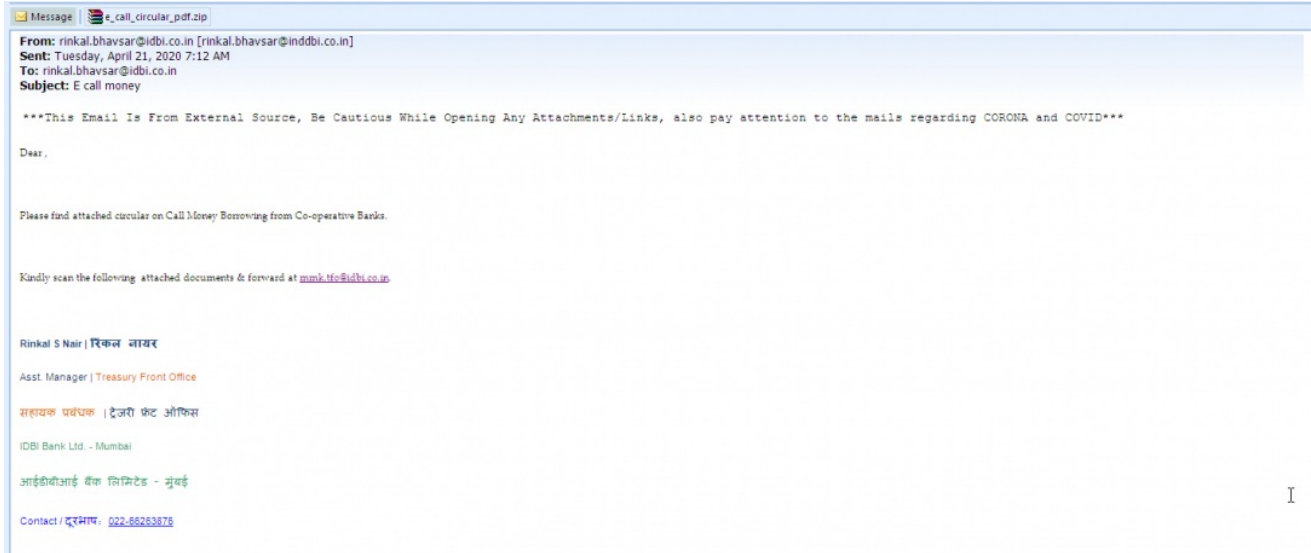 Message e_call_circular_pdf.zip
From: rinkal.bhavsar@idbi.co.in [rinkal.bhavsar@inddbi.co.in]
Sent: Tuesday, April 21, 2020 7:12 AM
To: rinkal.bhavsar@idbi.co.in
Subject: E call money
***This Email Is From External Source, Be Cautious While Opening Any Attachments/Links, also pay attention to the mails regarding CORONA and COVID***
Dear ,
Please find attached circular on Call Money Borrowing from Co-operative Banks.
Kindly scan the following attached documents & forward at mmk.tfo@idbi.co.in.
Rinkal S Nair | रिंकल नायर
Asst. Manager | Treasury Front Office
सहायक प्रबंधक | ट्रेजरी फ्रंट ऑफिस
IDBI Bank Ltd. - Mumbai
आईडीबीआई बैंक लिमिटेड - मुंबई
Contact / दूरभाष: 022-66263876